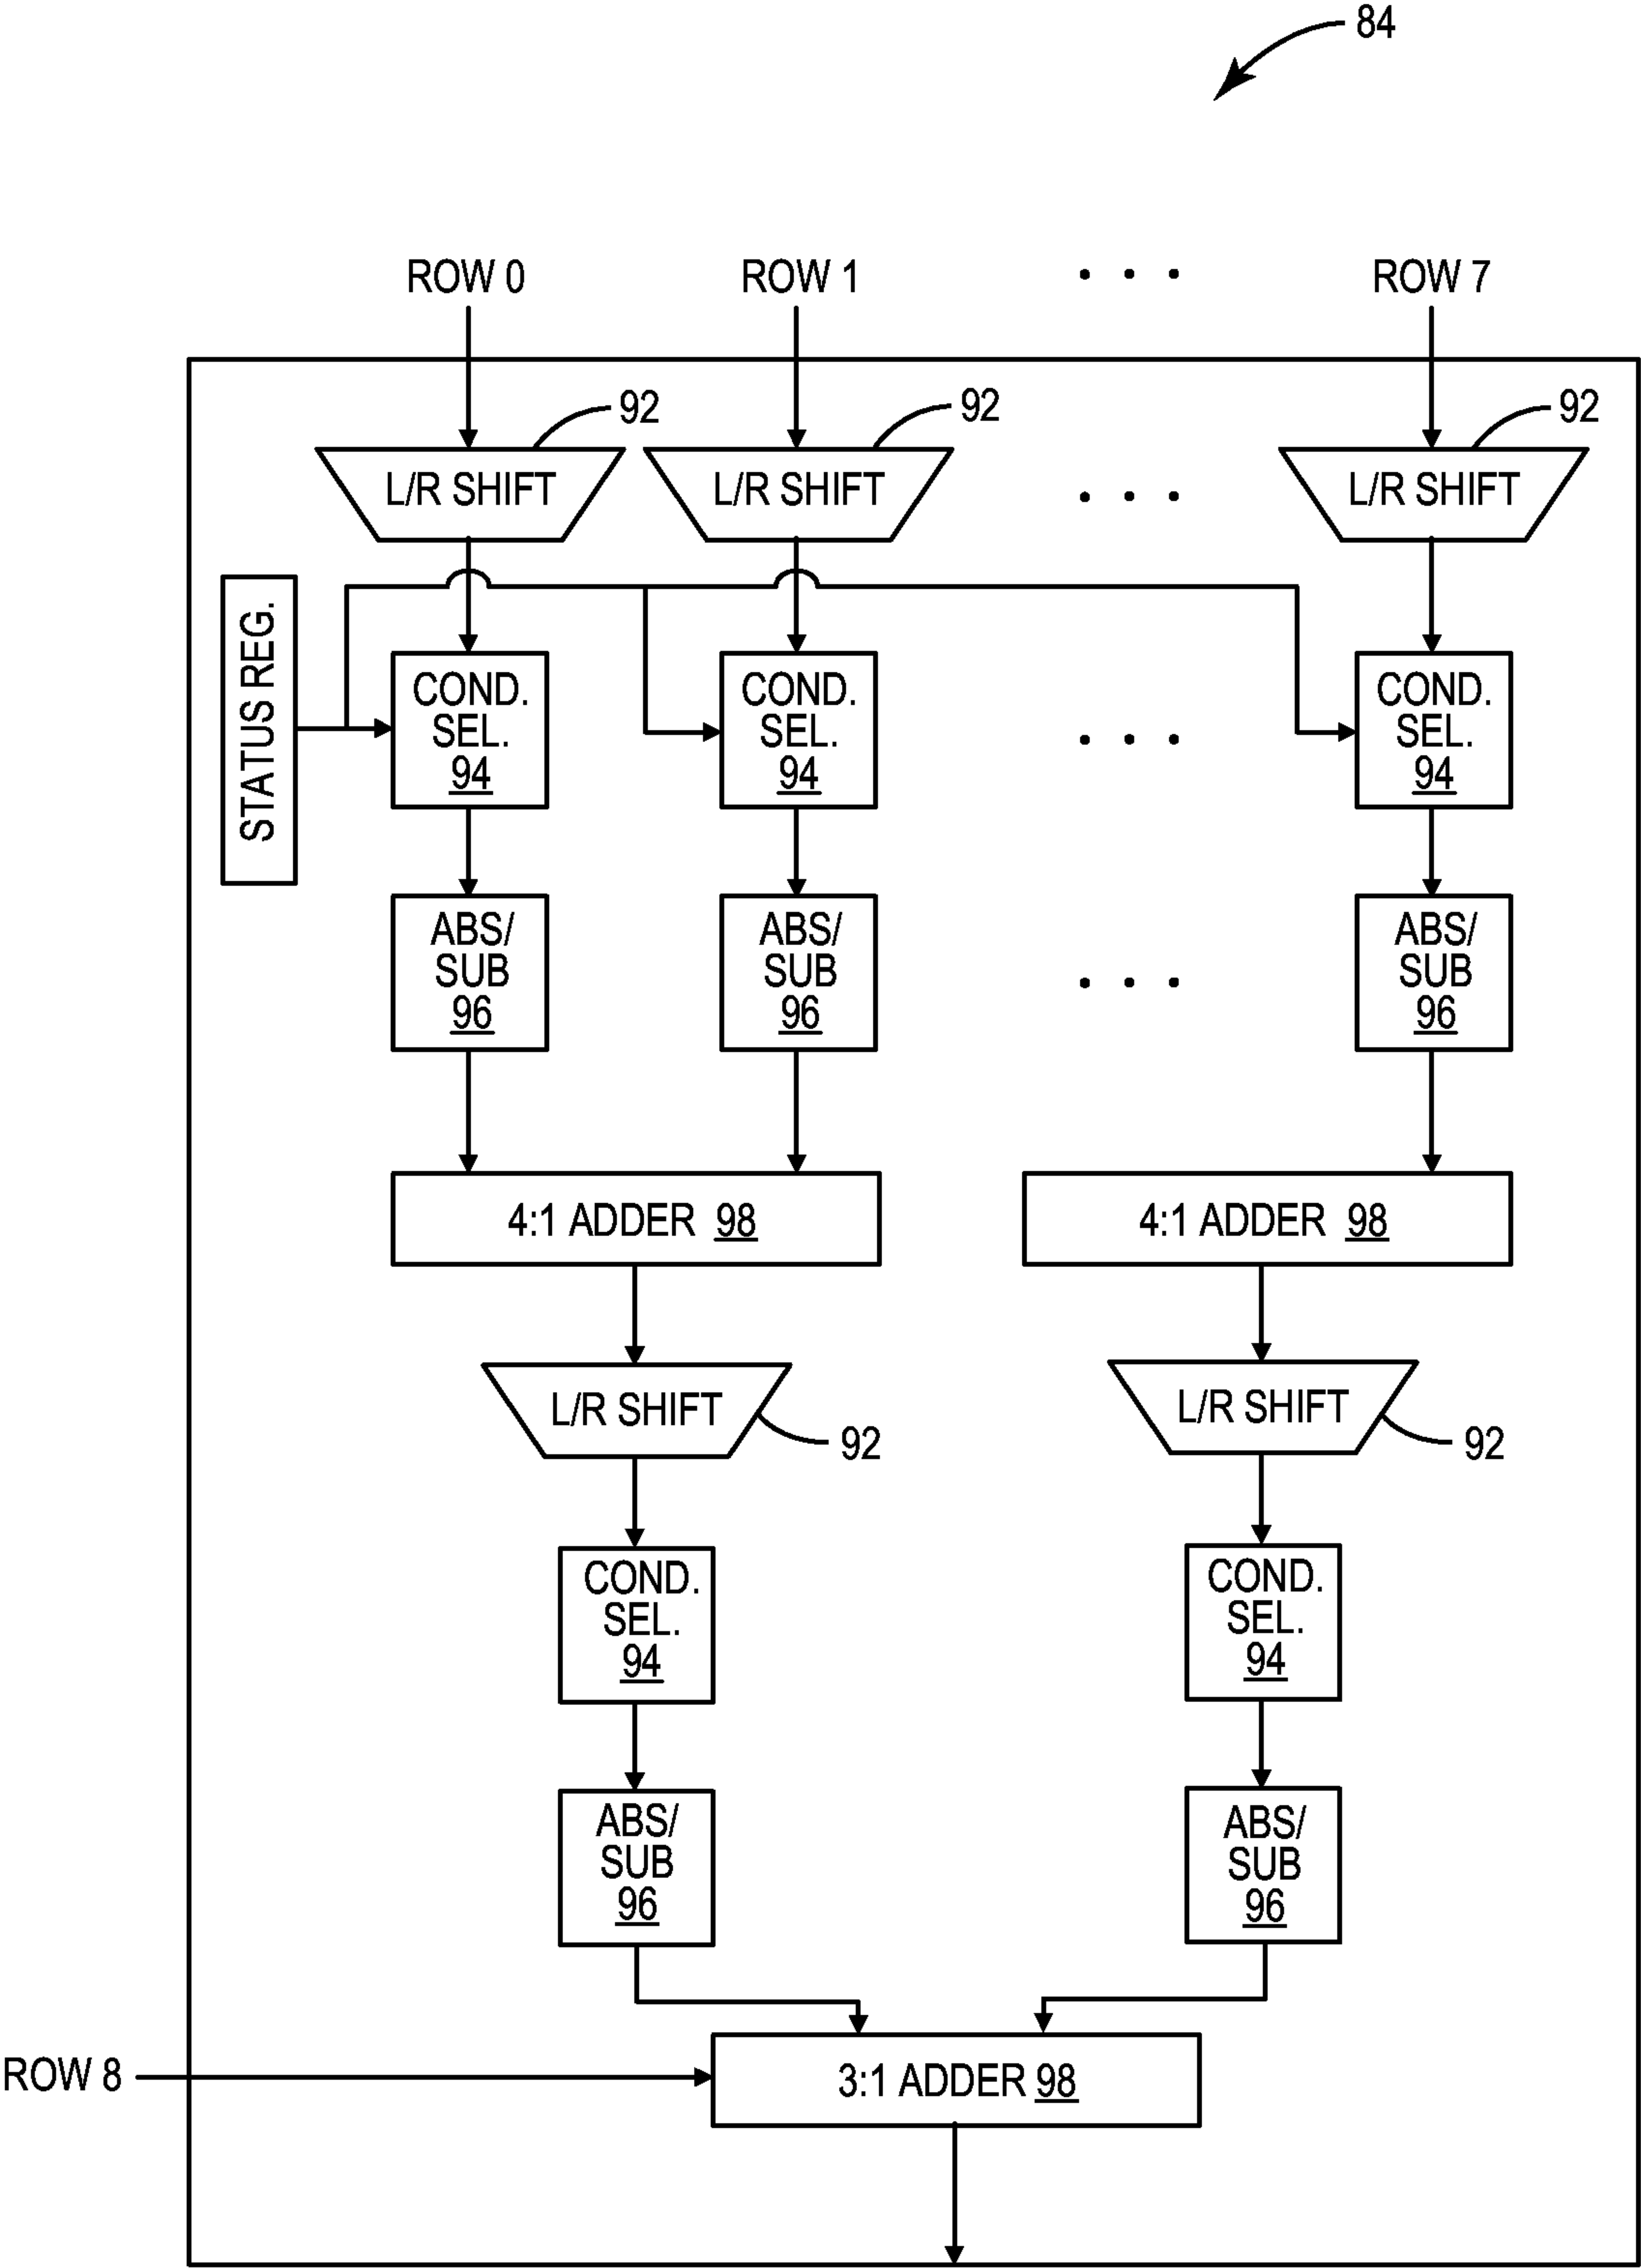 84
ROW 0 ROW 1 . . . ROW 7
92 92 92
L/R SHIFT L/R SHIFT . . . L/R SHIFT
STATUS REG.
COND. COND. COND.
SEL. SEL. . . . SEL.
94 94 94
ABS/ ABS/ ABS/
SUB SUB . . . SUB
96 96 96
4:1 ADDER 98 4:1 ADDER 98
L/R SHIFT L/R SHIFT
92 92
COND. COND.
SEL. SEL.
94 94
ABS/ ABS/
SUB SUB
96 96
ROW 8 3:1 ADDER 98